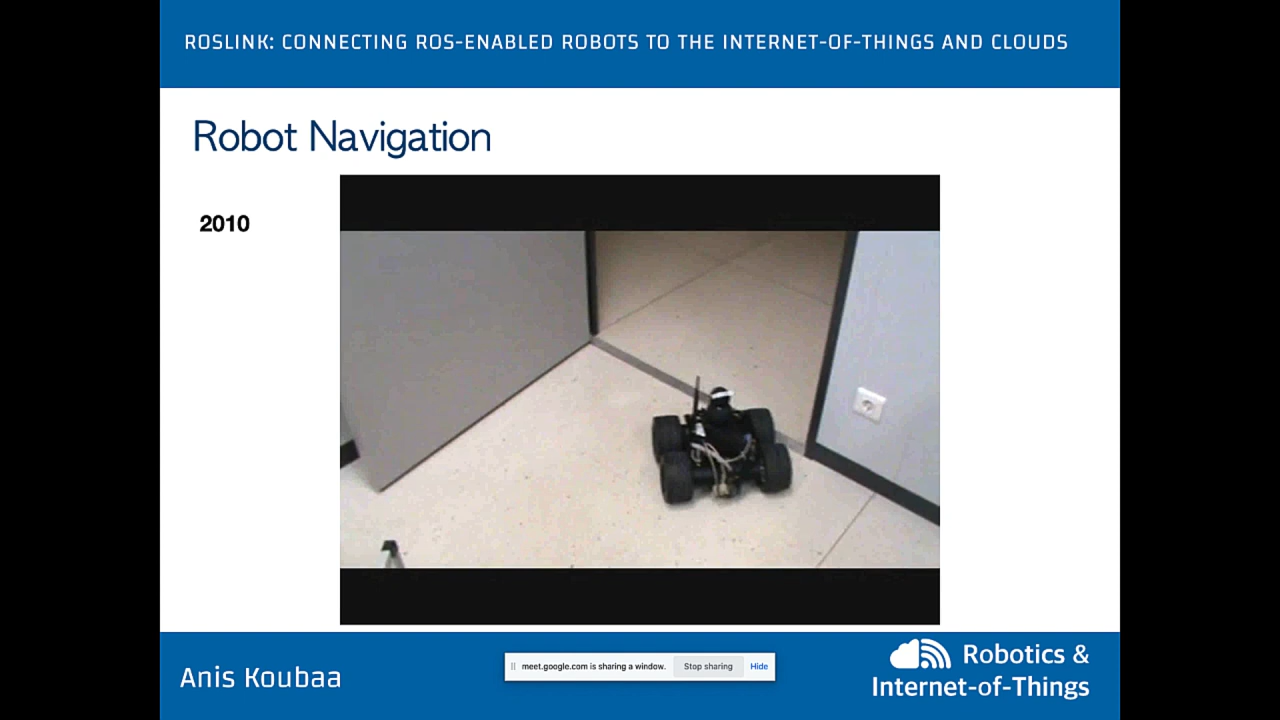 ROSLINK: CONNECTING ROS-ENABLED ROBOTS TO THE INTERNET-OF-THINGS AND CLOUDS
Robot Navigation
2010
Anis Koubaa
meet.google.com is sharing a window. Stop sharing Hide
Robotics &
Internet-of-Things